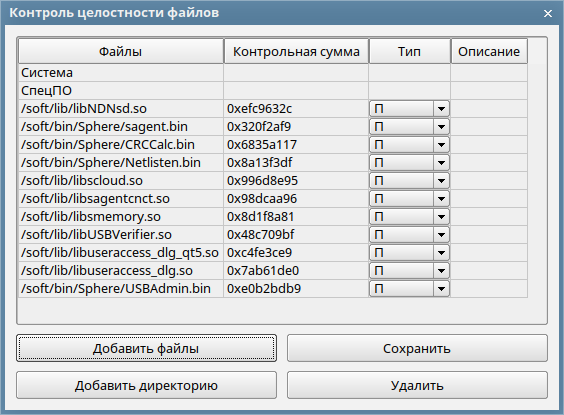 Контроль целостности файлов
Файлы Контрольная сумма Тип Описание
Система
СпецПО
/soft/lib/libNDNsd.so 0xefc9632c П
/soft/bin/Sphere/sagent.bin 0x320f2af9 П
/soft/bin/Sphere/CRCCalc.bin 0x6835a117 П
/soft/bin/Sphere/Netlisten.bin 0x8a13f3df П
/soft/lib/libscloud.so 0x996d8e95 П
/soft/lib/libsagentcnct.so 0x98dcaa96 П
/soft/lib/libsmemory.so 0x8d1f8a81 П
/soft/lib/libUSBVerifier.so 0x48c709bf П
/soft/lib/libuseraccess_dlg_qt5.so 0xc4fe3ce9 П
/soft/lib/libuseraccess_dlg.so 0x7ab61de0 П
/soft/bin/Sphere/USBAdmin.bin 0xe0b2bdb9 П
Добавить файлы Сохранить
Добавить директорию Удалить